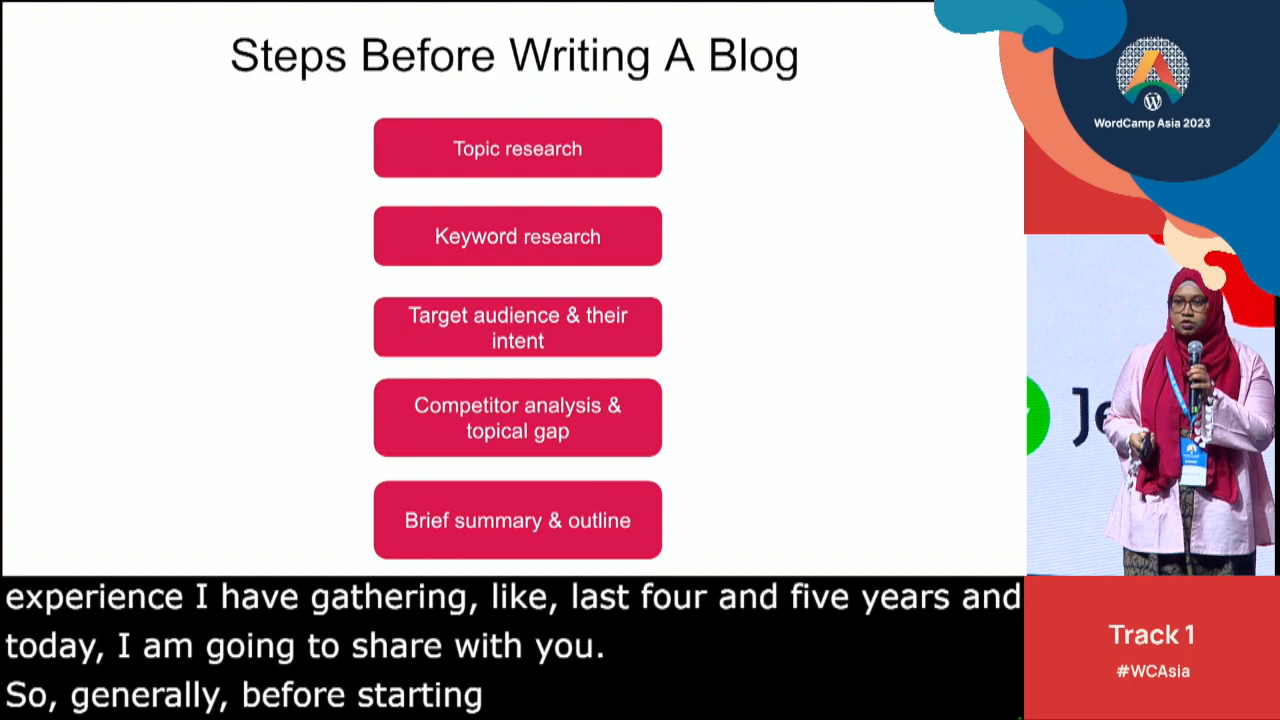 Steps Before Writing A Blog
Topic research
Keyword research
Target audience & their
intent
Competitor analysis &
topical gap
Brief summary & outline
experience I have gathering, like, last four and five years and
today, I am going to share with you.
So, generally, before starting
WordCamp Asia 2023
Je
Track 1
#WCAsia